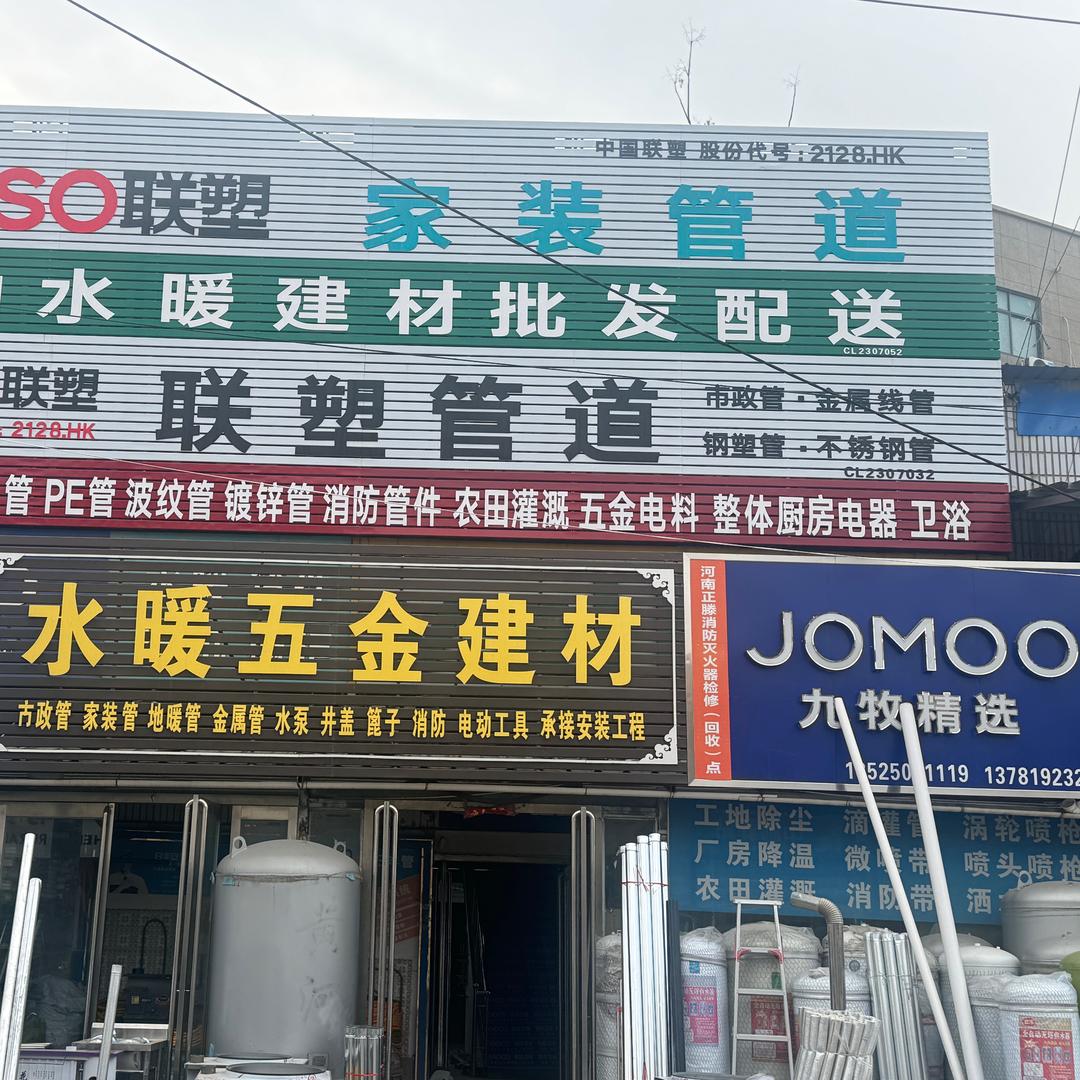 中国联塑 股份代号：2128.HK
SO联塑 家装管道
水暖建材批发配送
CL2307052
联塑 联塑管道 市政管·金属线管
2128.HK 钢塑管·不锈钢管
CL2307032
管 PE管 波纹管 镀锌管 消防管件 农田灌溉 五金电料 整体厨房电器 卫浴
水暖五金建材
市政管 家装管 地暖管 金属管 水泵 井盖 篦子 消防 电动工具 承接安装工程
河南正滕消防灭火器检修（回收）点
JOMOO
九牧精选
1119 137819232
工地除尘 滴灌管 涡轮喷枪
厂房降温 微喷带 喷头喷枪
农田灌溉 消防带 洒